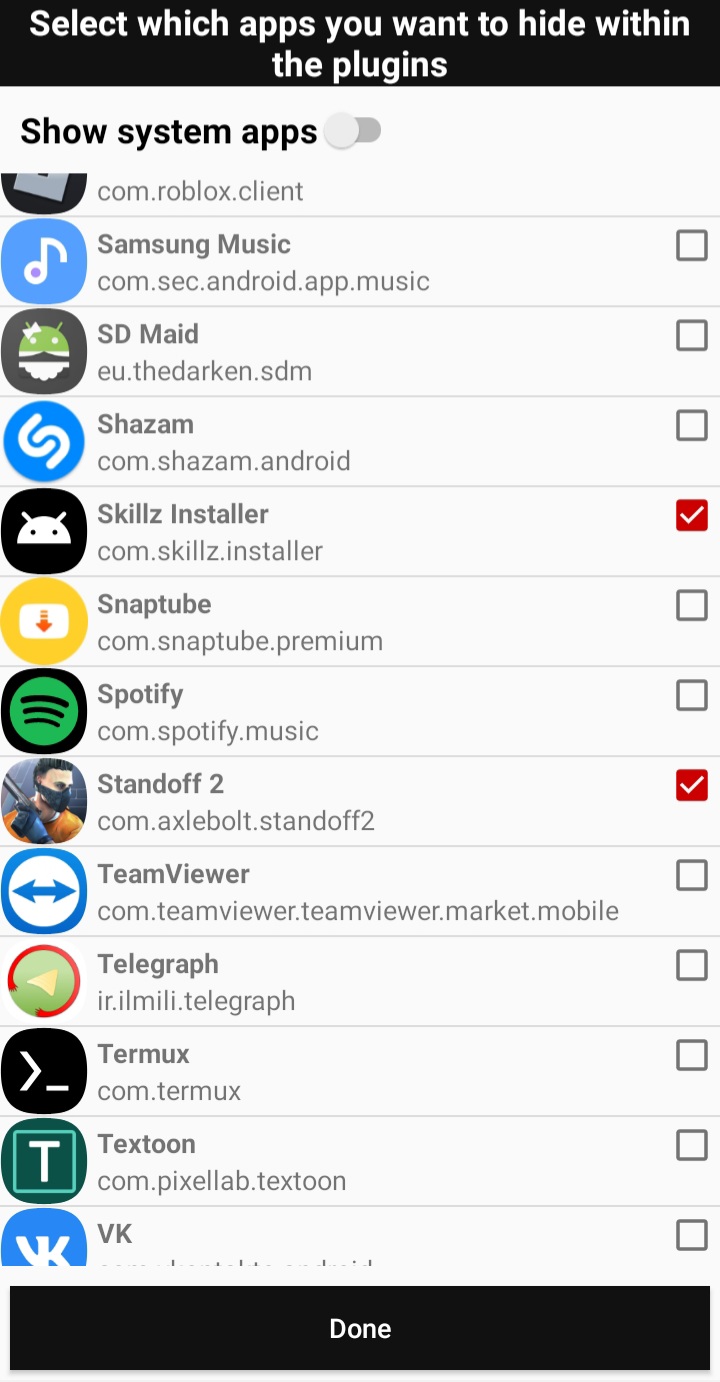 Select which apps you want to hide within
the plugins
Show system apps
com.roblox.client
Samsung Music
com.sec.android.app.music
SD Maid
eu.thedarken.sdm
Shazam
com.shazam.android
Skillz Installer
com.skillz.installer
Snaptube
com.snaptube.premium
Spotify
com.spotify.music
Standoff 2
com.axlebolt.standoff2
TeamViewer
com.teamviewer.teamviewer.market.mobile
Telegraph
ir.ilmili.telegraph
Termux
com.termux
T
Textoon
com.pixellab.textoon
VK
Done